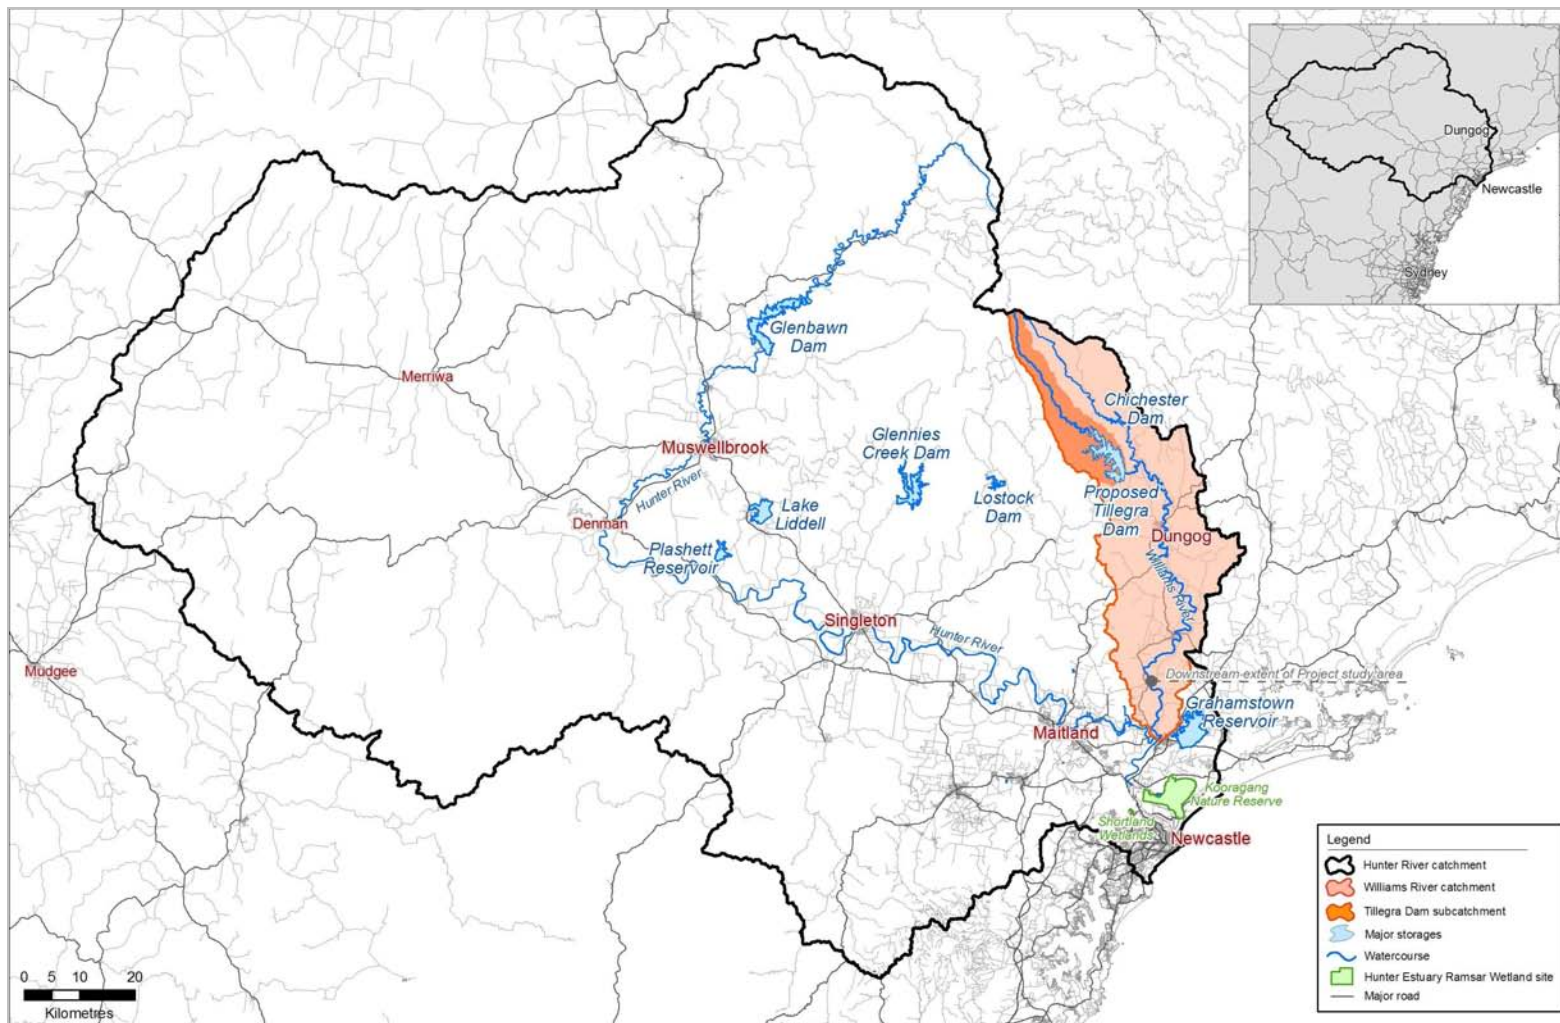 Dungog
Newcastle
Sydney
Glenbawn
Dam
Merriwa
Chichester
Dam
Glennies
Creek Dam
Muswellbrook
Hunter River
Lostock
Dam
Proposed
Tillegra
Dam
Lake
Liddell
Denman
Dungog
Plashett
Reservoir
Williams River
Singleton
Hunter River
Mudgee
Downstream extent of Project study area
Grahamstown
Reservoir
Maitland
Kooragang
Nature Reserve
Shortland
Wetlands
Newcastle
Legend
Hunter River catchment
Williams River catchment
Tillegra Dam subcatchment
Major storages
Watercourse
Hunter Estuary Ramsar Wetland site
Major road
0 5 10 20
Kilometres